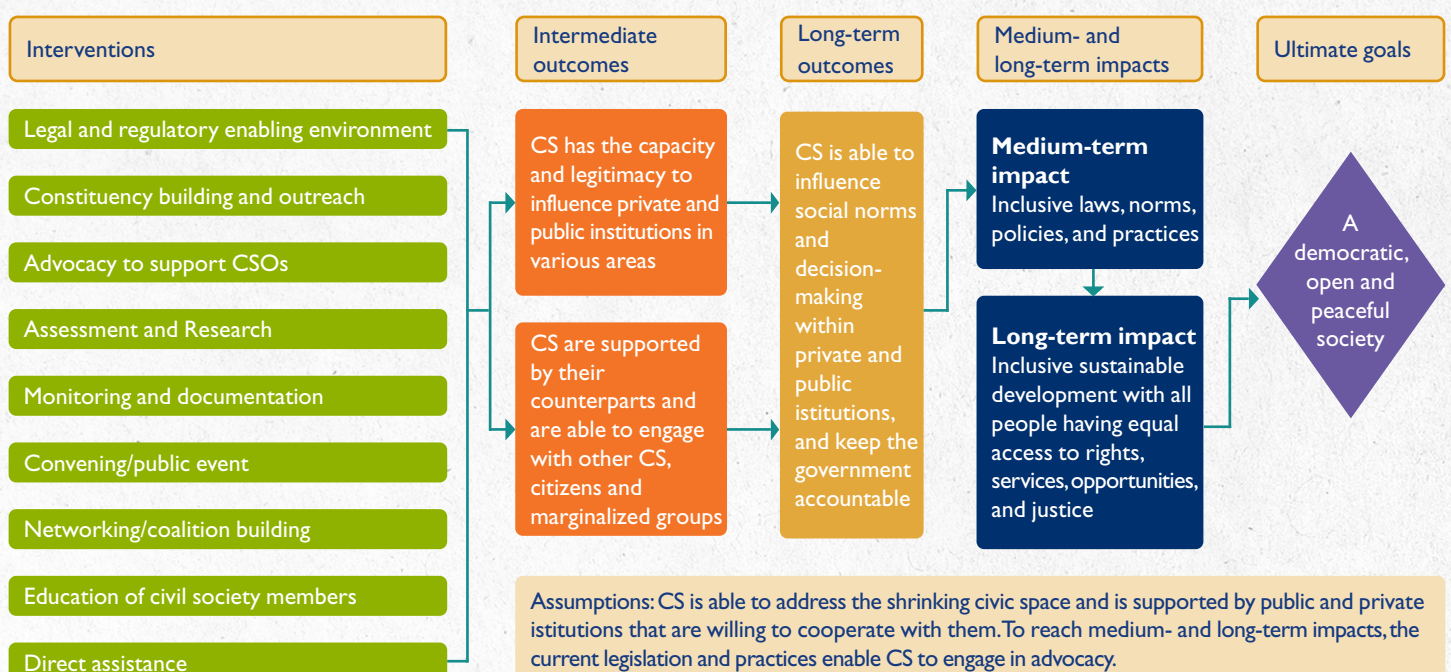 Interventions
Intermediate
outcomes
Long-term
outcomes
Medium- and
long-term impacts
Ultimate goals
Legal and regulatory enabling environment
Constituency building and outreach
Advocacy to support CSOs
Assessment and Research
Monitoring and documentation
Convening/public event
Networking/coalition building
Education of civil society members
Direct assistance
CS has the capacity
and legitimacy to
influence private and
public institutions in
various areas
CS are supported
by their
counterparts and
are able to engage
with other CS,
citizens and
marginalized groups
CS is able to
influence
social norms
and
decision-
making
within
private and
public
istitutions,
and keep the
government
accountable
Medium-term
impact
Inclusive laws, norms,
policies, and practices
Long-term impact
Inclusive sustainable
development with all
people having equal
access to rights,
services, opportunities,
and justice
A
democratic,
open and
peaceful
society
Assumptions: CS is able to address the shrinking civic space and is supported by public and private
istitutions that are willing to cooperate with them. To reach medium- and long-term impacts, the
current legislation and practices enable CS to engage in advocacy.